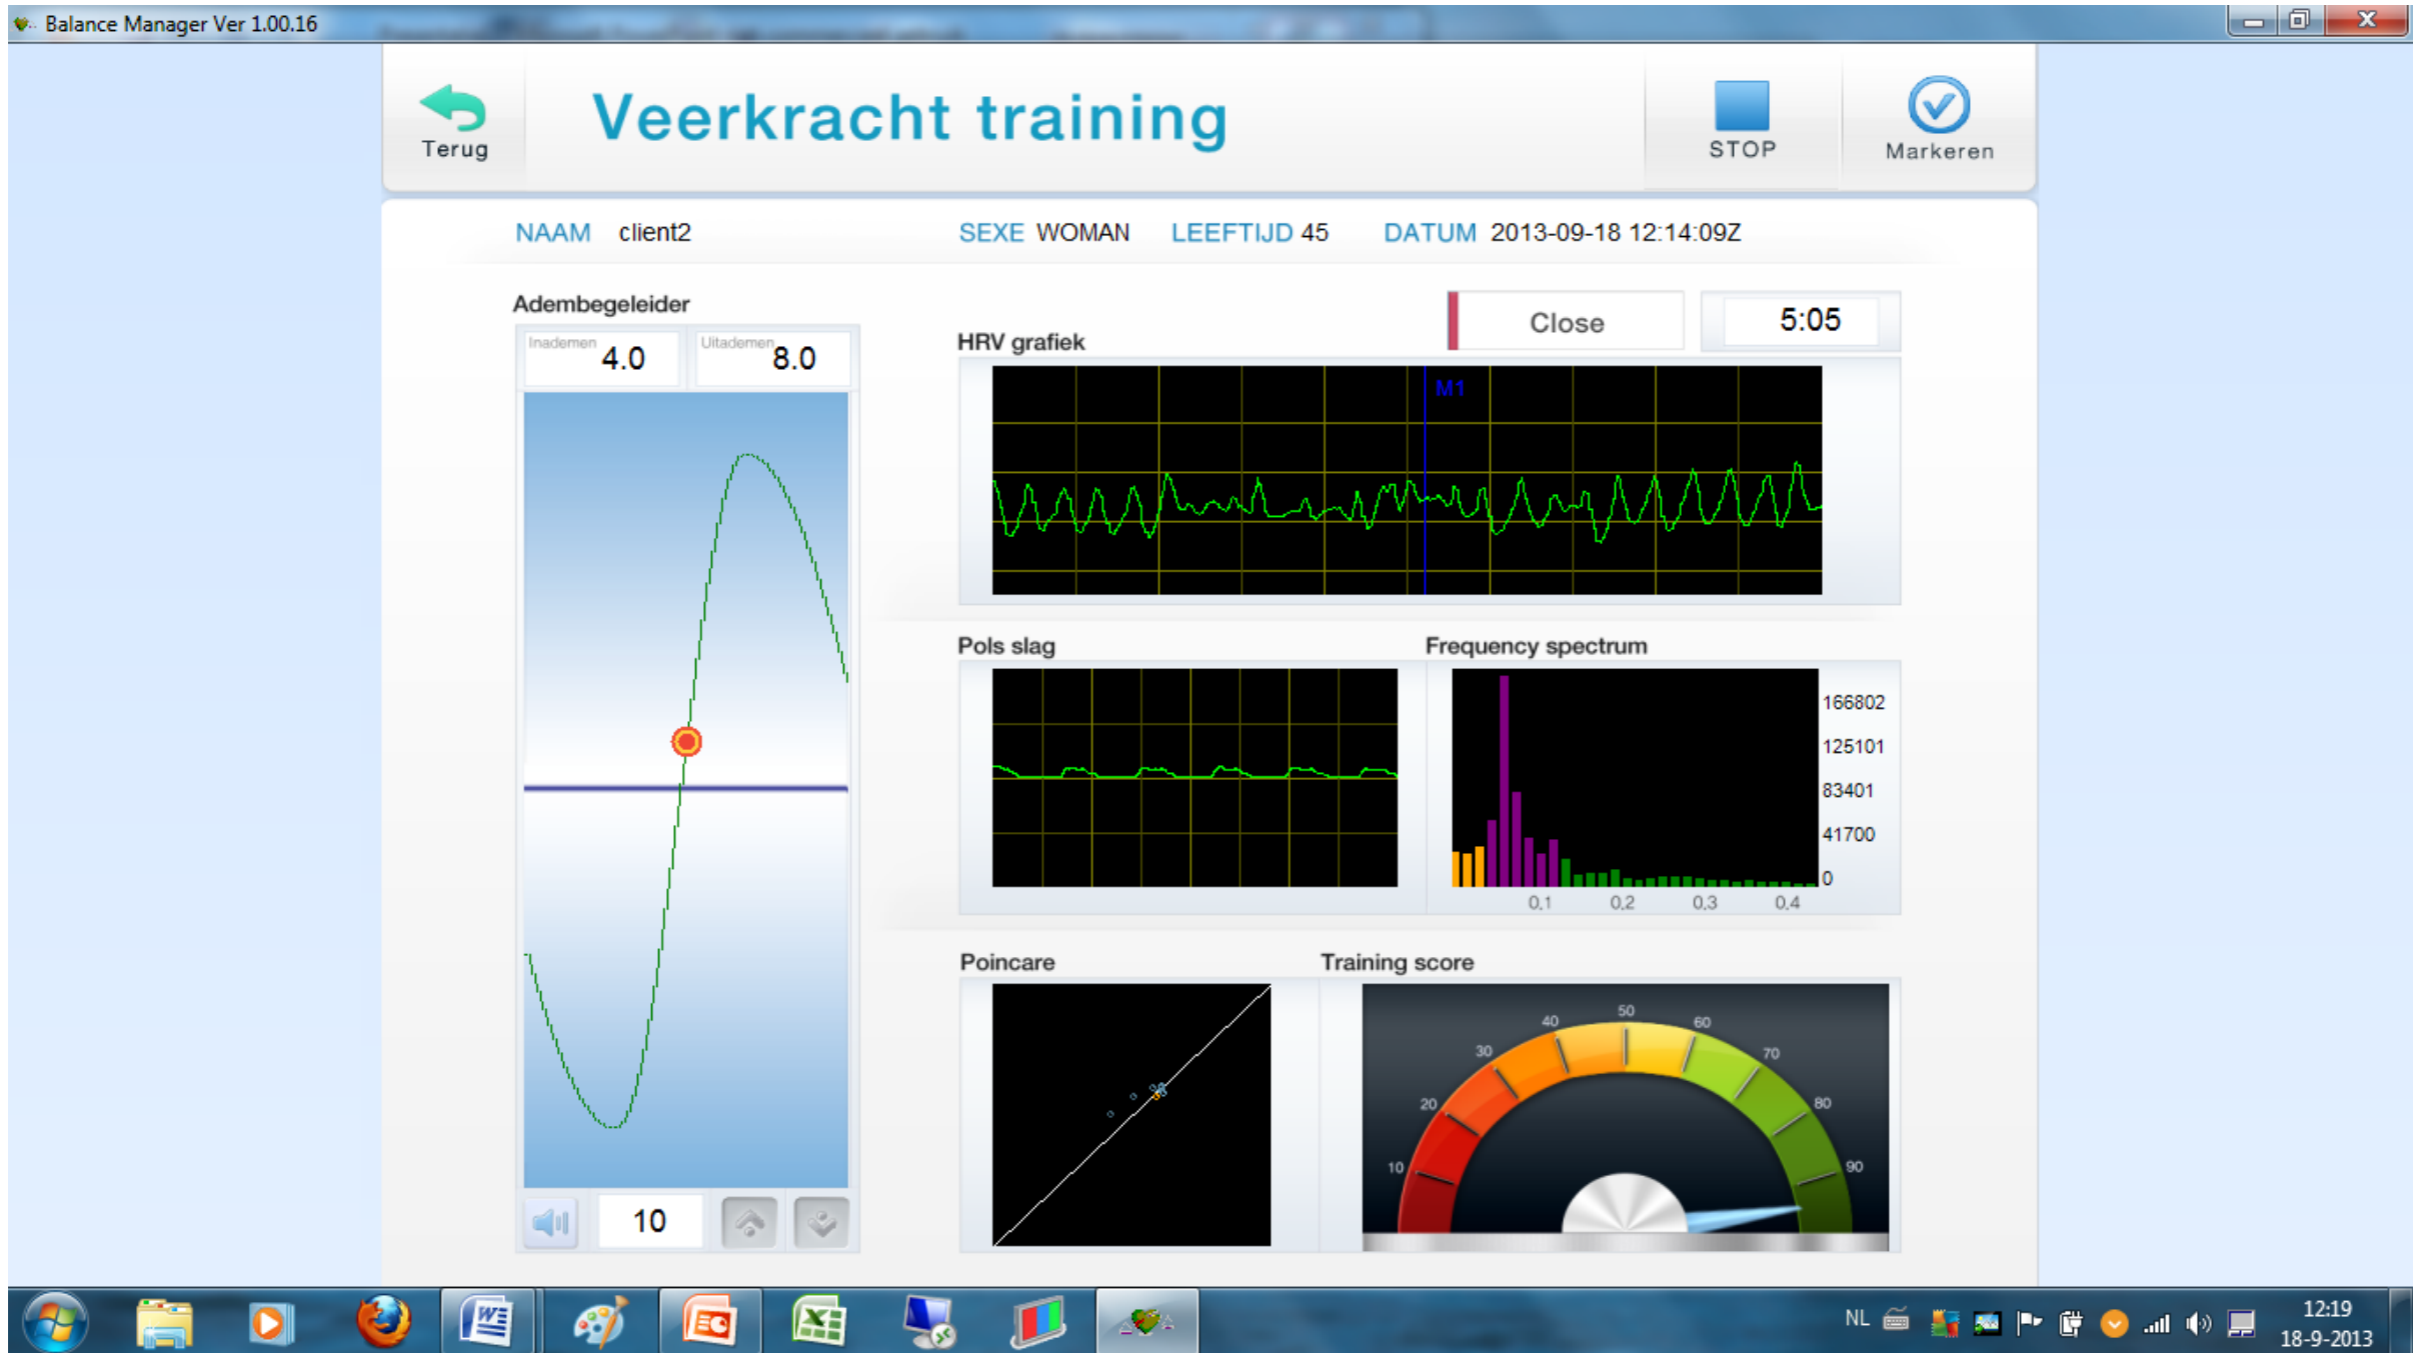 Balance Manager Ver 1.00.16
Terug
Veerkracht training
STOP
Markeren
NAAM client2 SEXE WOMAN LEEFTIJD 45 DATUM 2013-09-18 12:14:09Z
Adembegeleider
Inademen 4.0 Uitademen 8.0
10
Close
5:05
HRV grafiek
M1
Pols slag
Frequency spectrum
166802
125101
83401
41700
0
0,1 0,2 0,3 0,4
Poincare
Training score
10 20 30 40 50 60 70 80 90
NL
12:19
18-9-2013